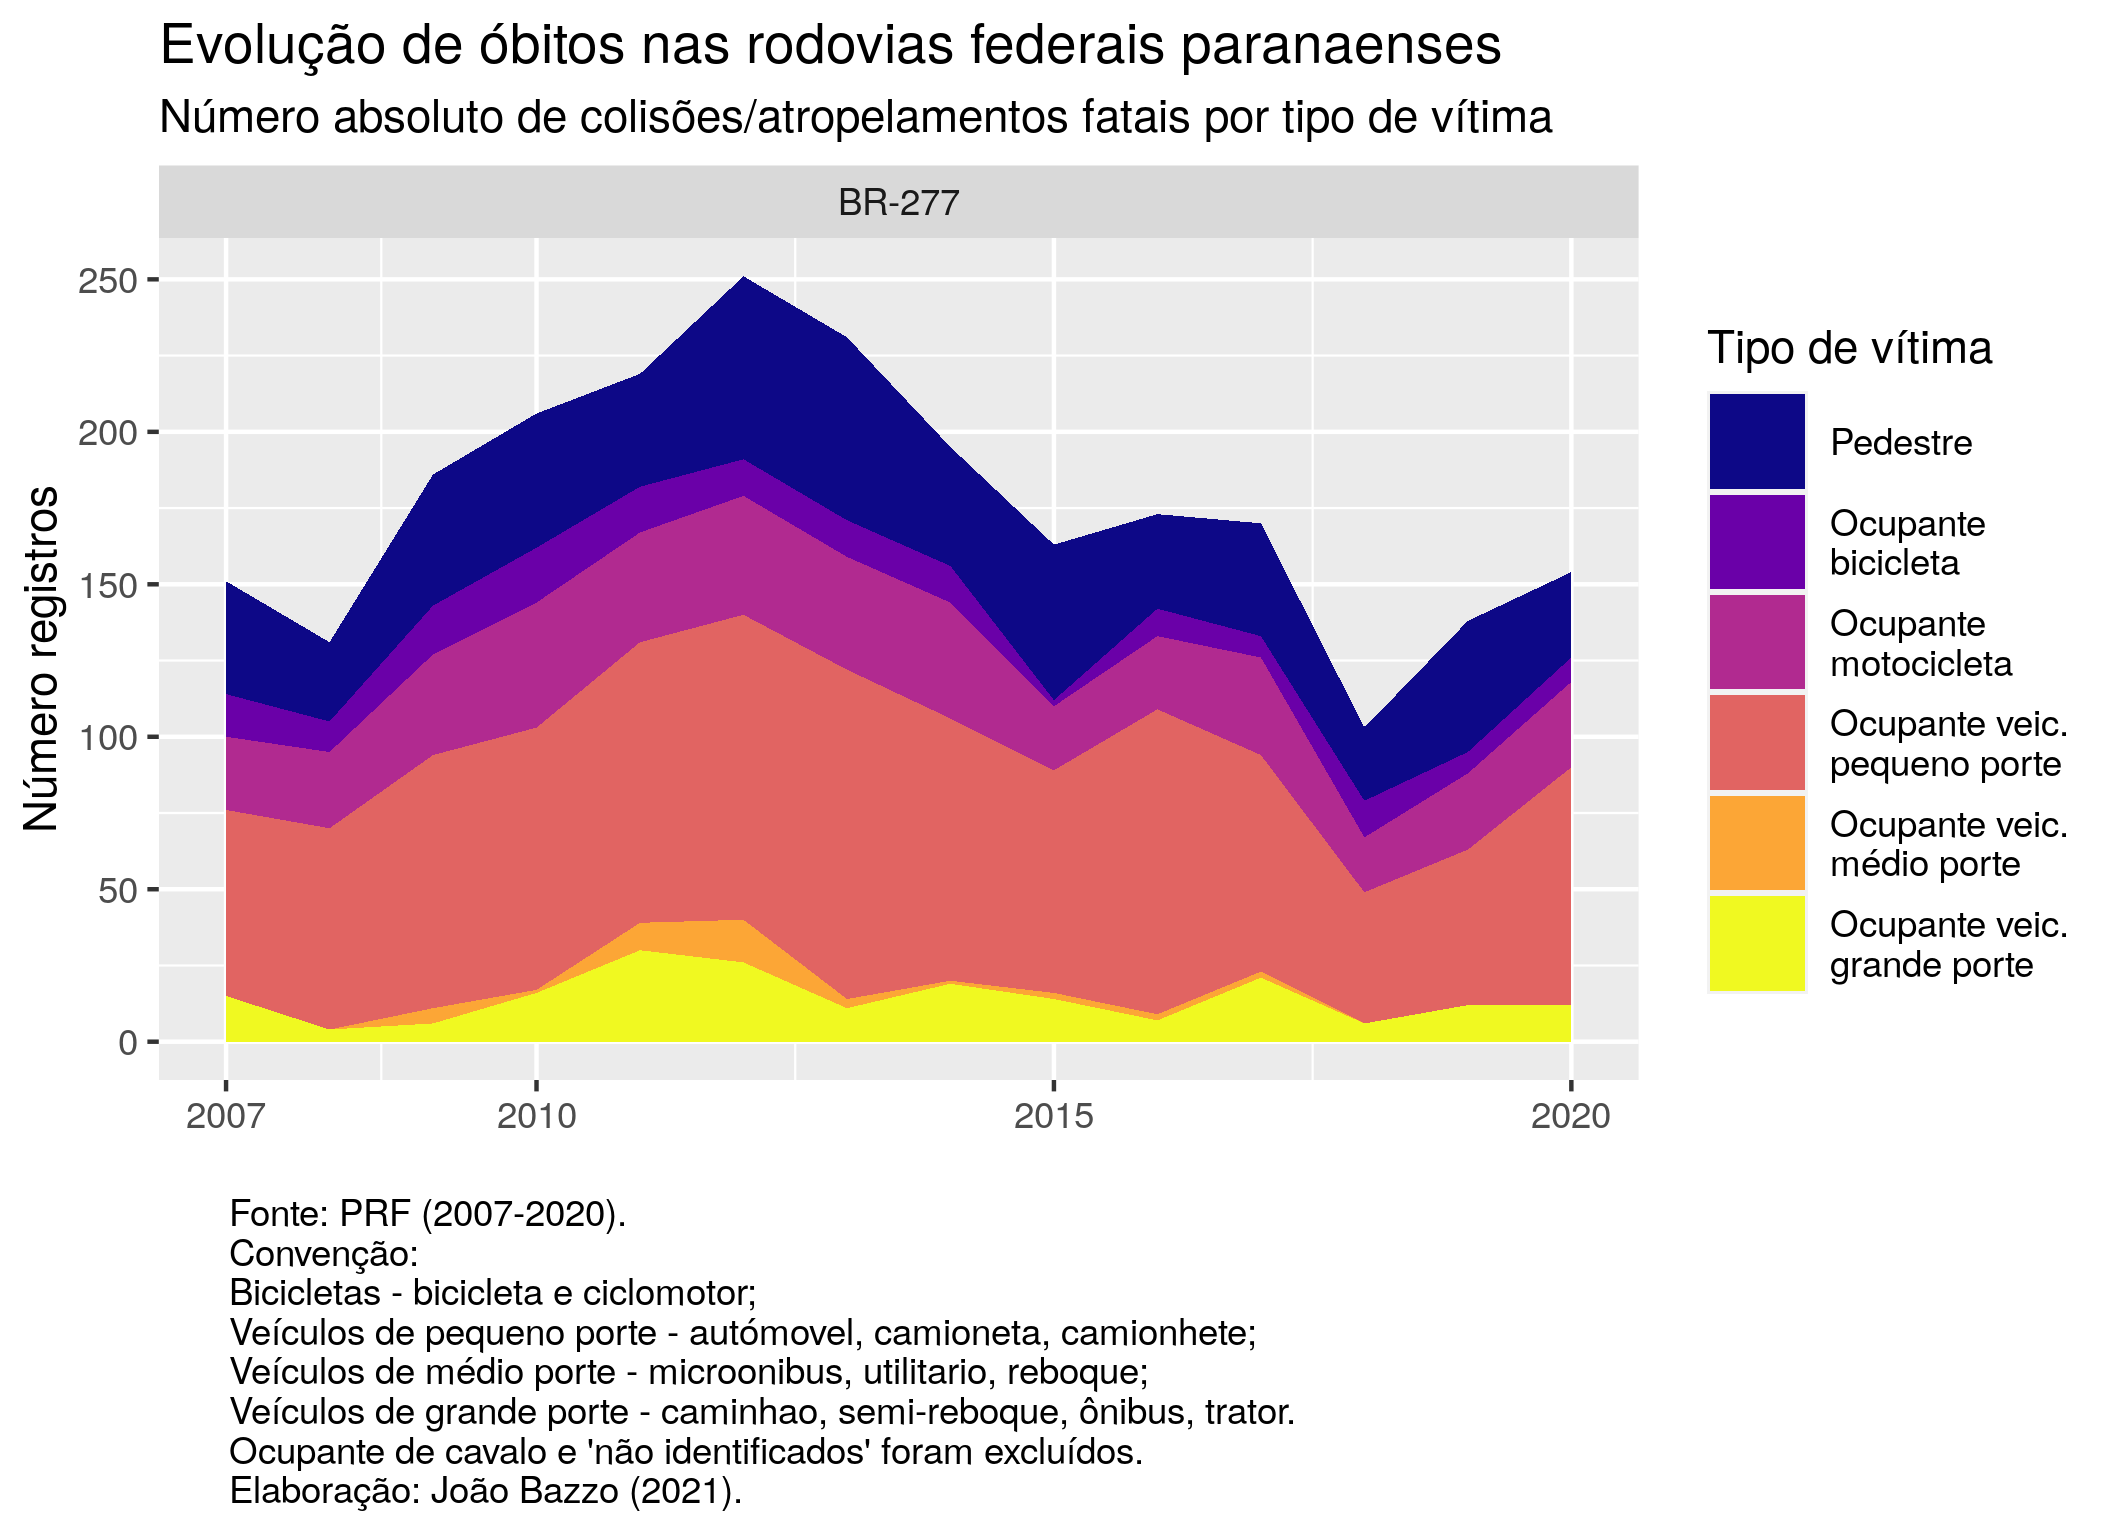 Evolução de óbitos nas rodovias federais paranaenses
Número absoluto de colisões/atropelamentos fatais por tipo de vítima
BR-277
250
200
150
100
50
0
Número registros
2007
2010
2015
2020
Tipo de vítima
Pedestre
Ocupante
bicicleta
Ocupante
motocicleta
Ocupante veic.
pequeno porte
Ocupante veic.
médio porte
Ocupante veic.
grande porte
Fonte: PRF (2007-2020).
Convenção:
Bicicletas - bicicleta e ciclomotor;
Veículos de pequeno porte - autómovel, camioneta, camionhete;
Veículos de médio porte - microonibus, utilitario, reboque;
Veículos de grande porte - caminhao, semi-reboque, ônibus, trator.
Ocupante de cavalo e 'não identificados' foram excluídos.
Elaboração: João Bazzo (2021).